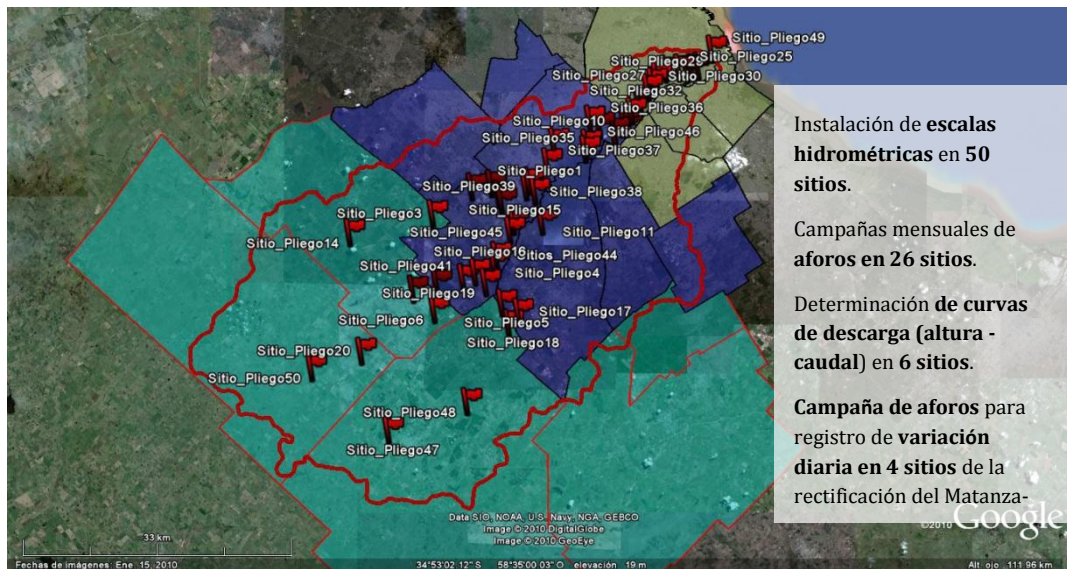 Sitio_Pliego49
Sitio_Pliego29
Sitio_Pliego25
Sitio_Pliego27
Sitio_Pliego30
Sitio_Pliego32
Sitio_Pliego36
Sitio_Pliego10
Sitio_Pliego46
Sitio_Pliego35
Sitio_Pliego37
Sitio_Pliego1
Sitio_Pliego39
Sitio_Pliego38
Sitio_Pliego15
Sitio_Pliego3
Sitio_Pliego45
Sitio_Pliego11
Sitio_Pliego14
Sitio_Pliego16
Sitios_Pliego44
Sitio_Pliego41
Sitio_Pliego4
Sitio_Pliego19
Sitio_Pliego6
Sitio_Pliego17
Sitio_Pliego5
Sitio_Pliego18
Sitio_Pliego20
Sitio_Pliego50
Sitio_Pliego48
Sitio_Pliego47
Instalación de escalas
hidrométricas en 50
sitios.
Campañas mensuales de
aforos en 26 sitios.
Determinación de curvas
de descarga (altura -
caudal) en 6 sitios.
Campaña de aforos para
registro de variación
diaria en 4 sitios de la
rectificación del Matanza-
Data SIO, NOAA, U.S. Navy, NGA, GEBCO
Image © 2010 DigitalGlobe
Image © 2010 GeoEye
©2010 Google
33 km
Fechas de imágenes: Ene 15, 2010
34°53'02.12" S 58°35'00.03" O elevación 19 m
Alt. ojo 111.96 km